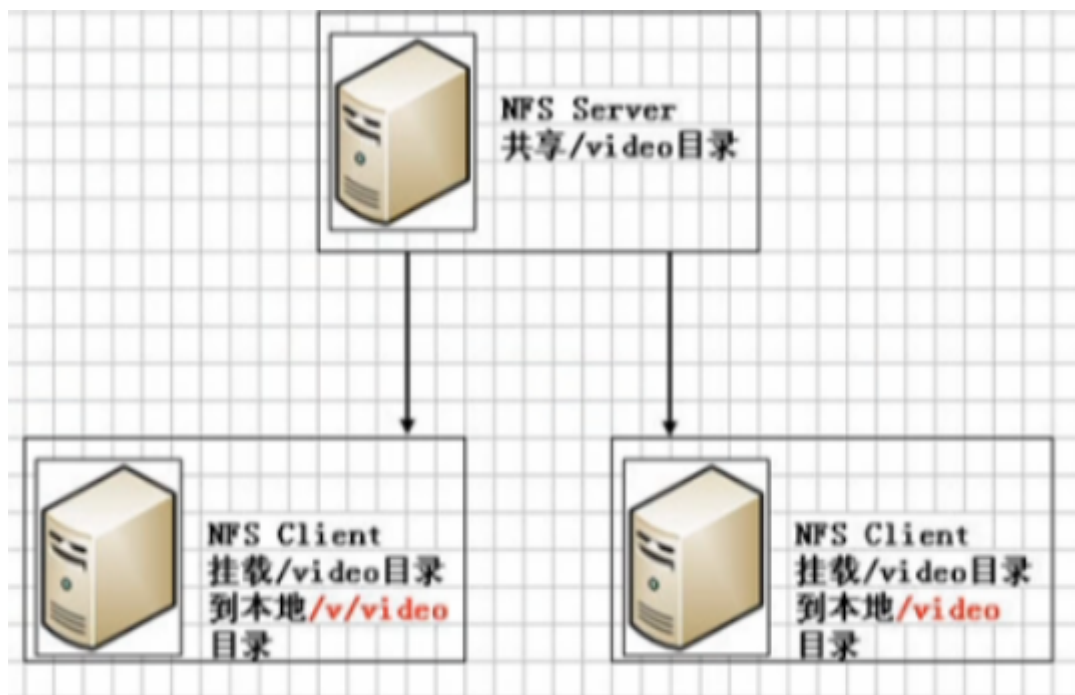 NFS Server
共享/video目录
NFS Client
挂载/video目录
到本地/v/video
目录
NFS Client
挂载/video目录
到本地/video
目录